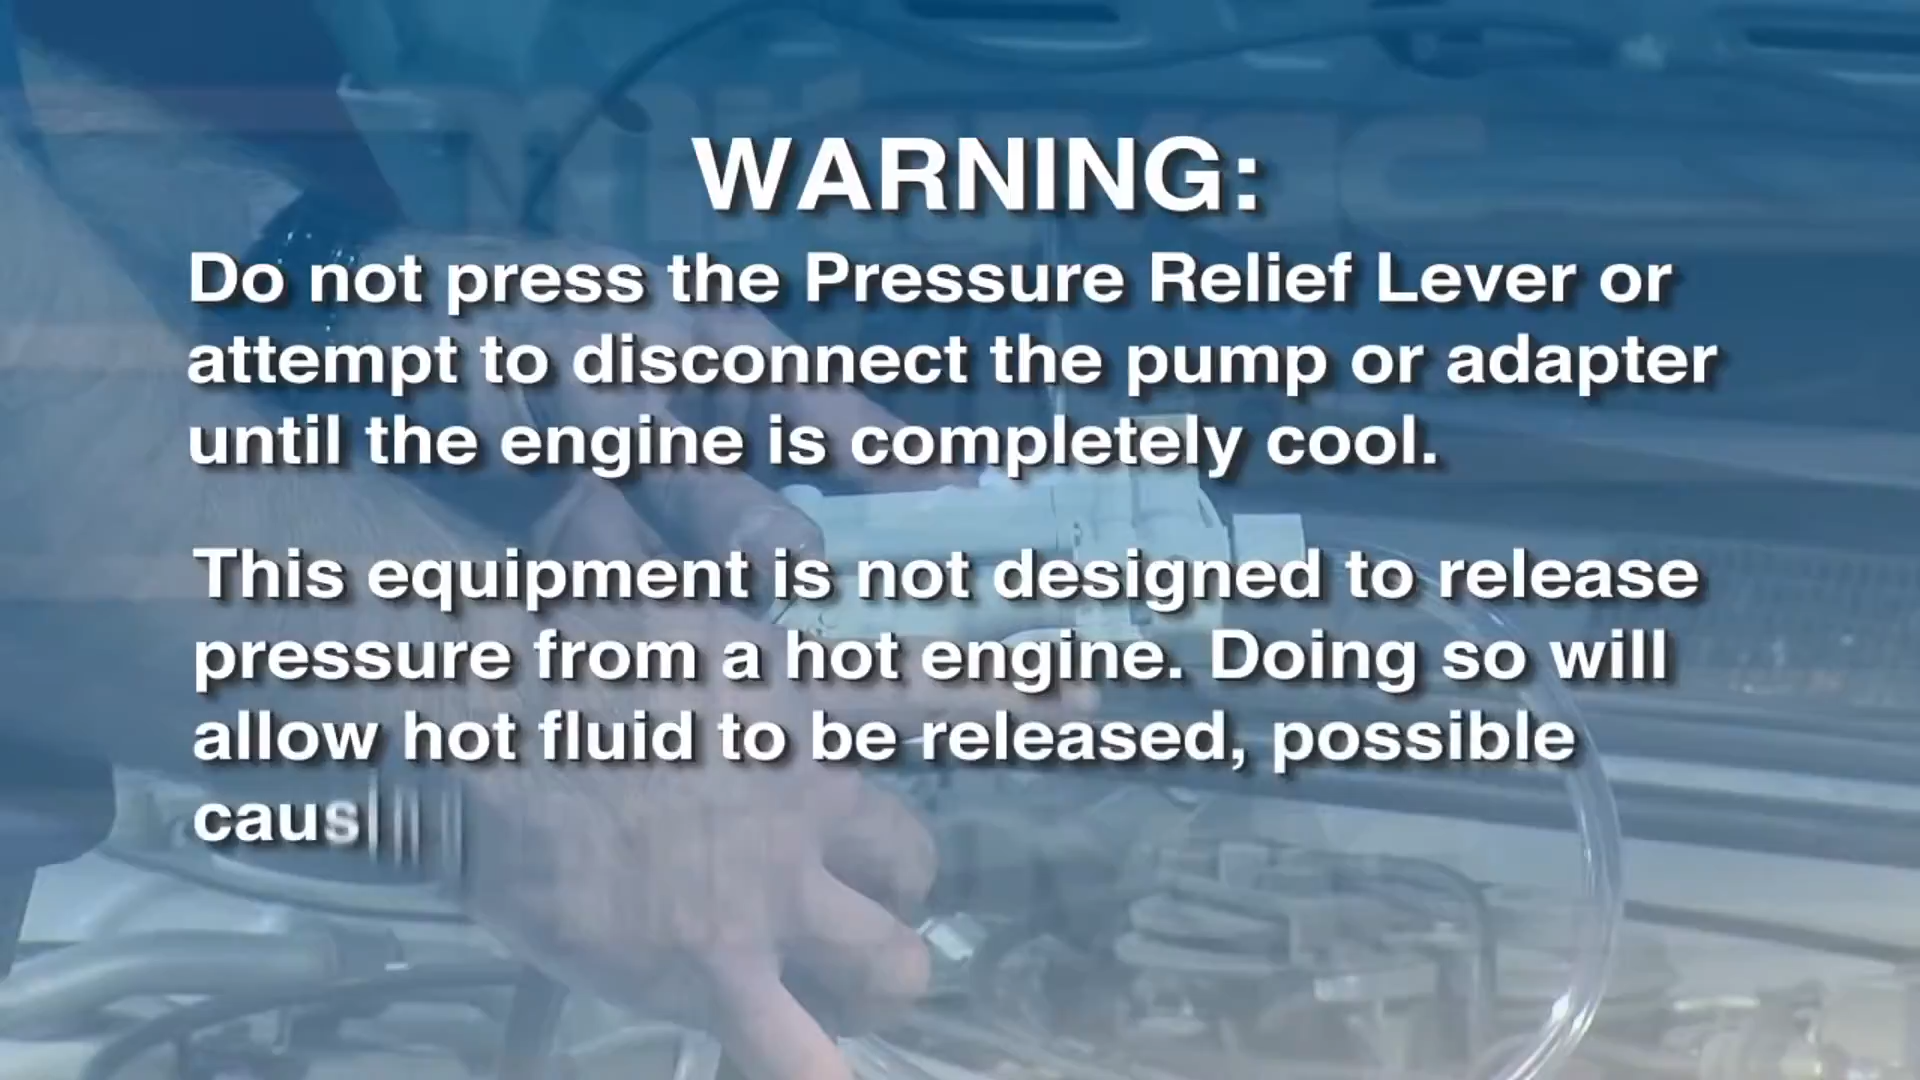 WARNING:
Do not press the Pressure Relief Lever or
attempt to disconnect the pump or adapter
until the engine is completely cool.
This equipment is not designed to release
pressure from a hot engine. Doing so will
allow hot fluid to be released, possible